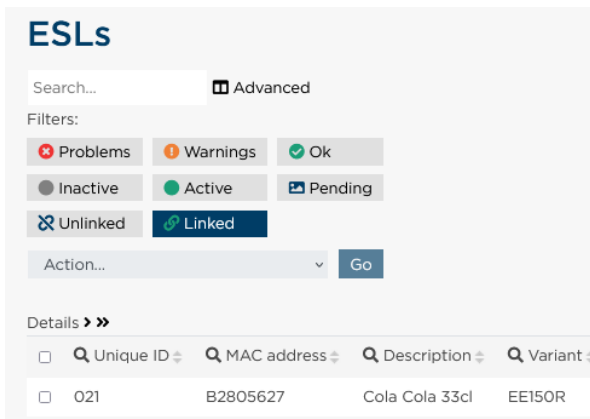 ESLs
Search... Advanced
Filters:
Problems Warnings Ok
Inactive Active Pending
Unlinked Linked
Action... Go
Details
Unique ID MAC address Description Variant
021 B2805627 Cola Cola 33cl EE150R